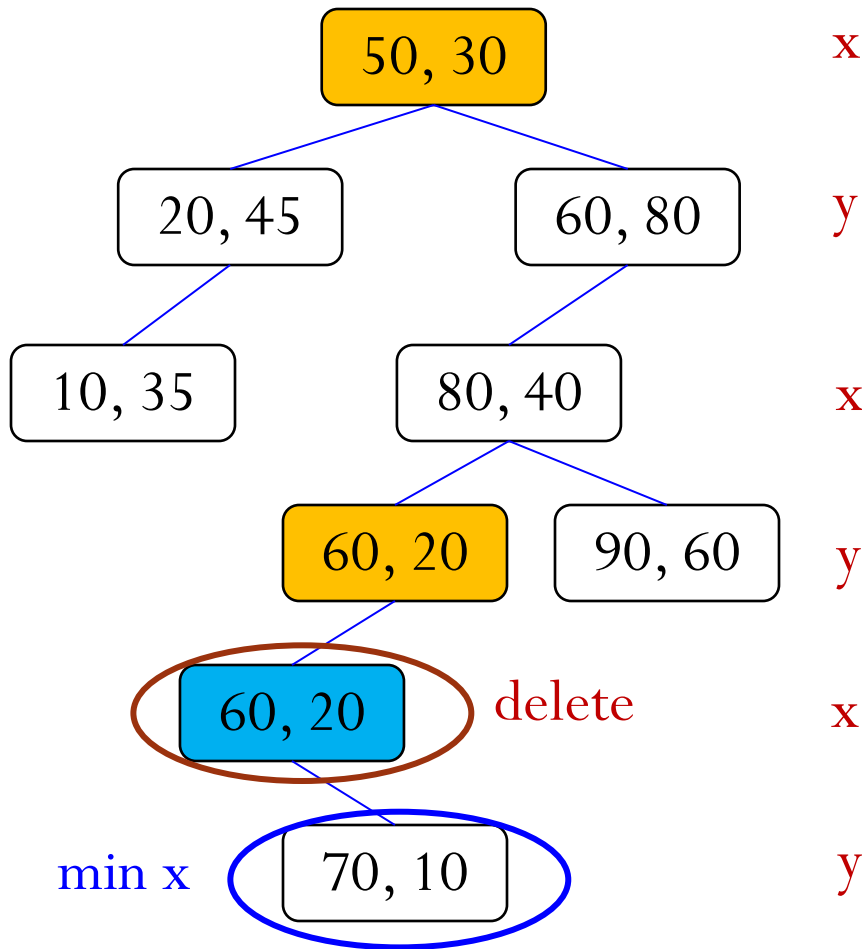 50, 30 x
20, 45 60, 80 y
10, 35 80, 40 x
60, 20 90, 60 y
60, 20 delete x
min x 70, 10 y